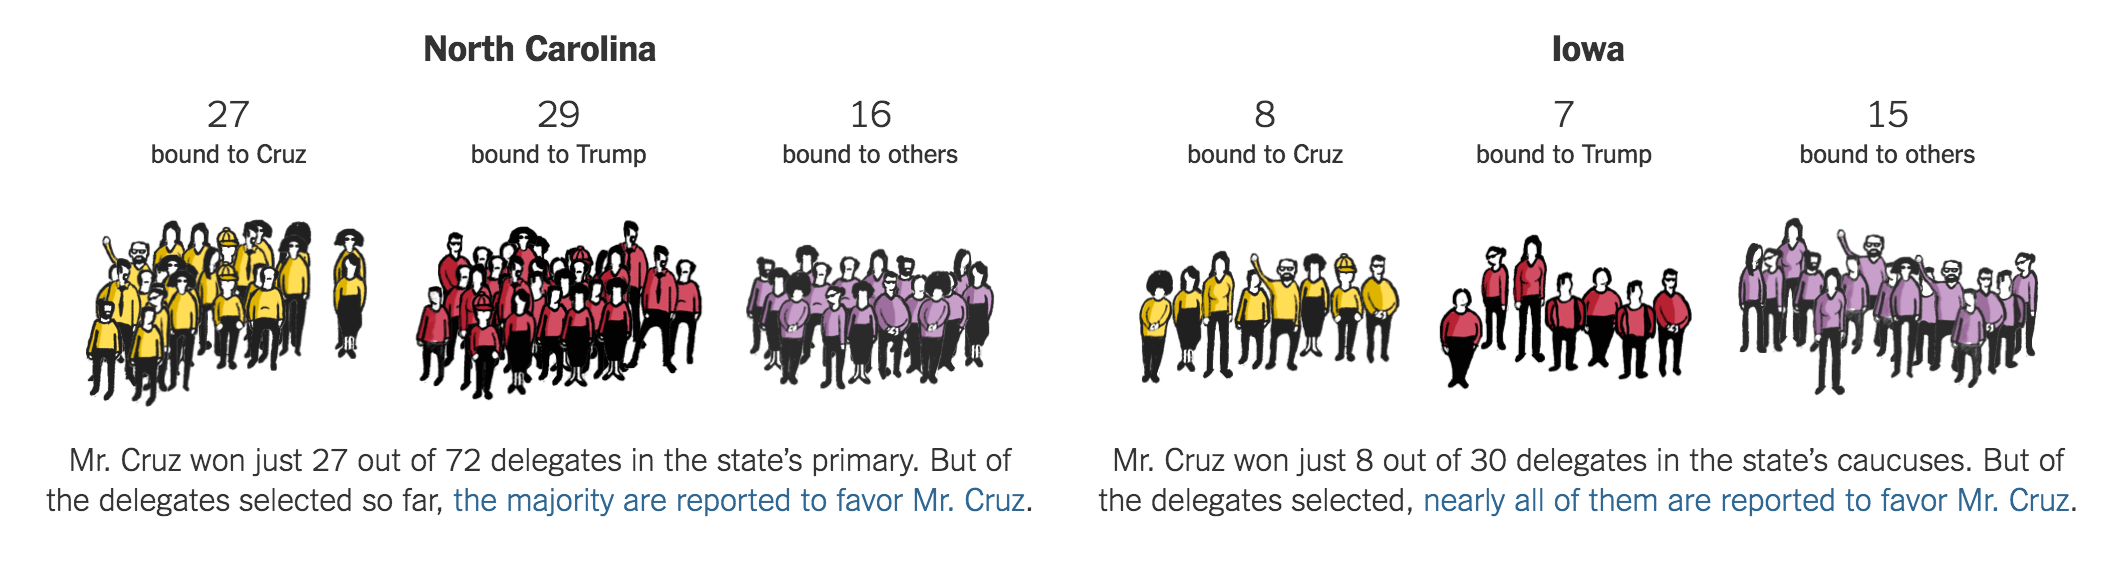 North Carolina
27
bound to Cruz
29
bound to Trump
16
bound to others
Mr. Cruz won just 27 out of 72 delegates in the state’s primary. But of
the delegates selected so far, the majority are reported to favor Mr. Cruz.
Iowa
8
bound to Cruz
7
bound to Trump
15
bound to others
Mr. Cruz won just 8 out of 30 delegates in the state’s caucuses. But of
the delegates selected, nearly all of them are reported to favor Mr. Cruz.